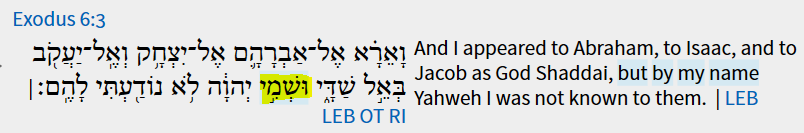 Exodus 6:3
וָאֵרָ֗א אֶל־אַבְרָהָ֛ם אֶל־יִצְחָ֥ק וְאֶֽל־יַעֲקֹ֖ב
בְּאֵ֣ל שַׁדָּ֑י וּשְׁמִ֣י יְהוָ֔ה לֹ֥א נוֹדַ֖עְתִּי לָהֶֽם׃ |
LEB OT RI
And I appeared to Abraham, to Isaac, and to
Jacob as God Shaddai, but by my name
Yahweh I was not known to them. | LEB